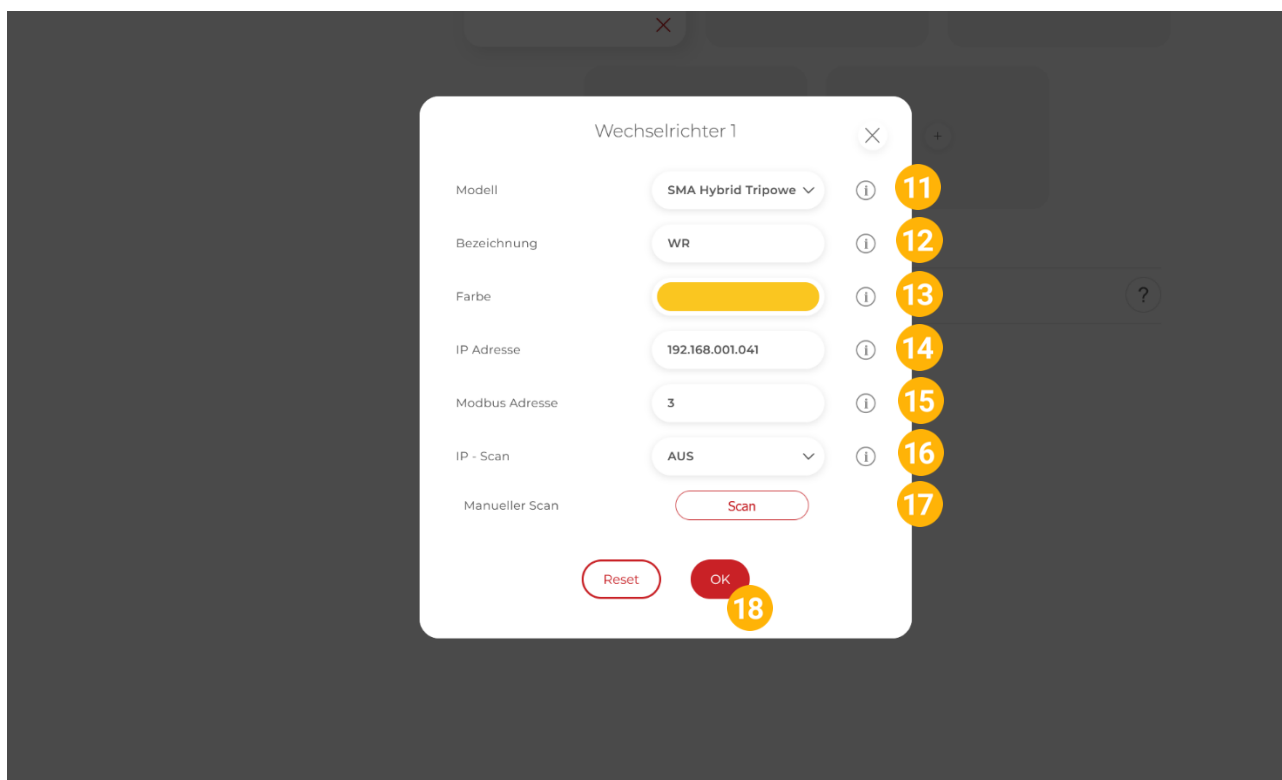 Wechselrichter 1
Modell SMA Hybrid Tripowe i 11
Bezeichnung WR i 12
Farbe i 13
IP Adresse 192.168.001.041 i 14
Modbus Adresse 3 i 15
IP - Scan AUS i 16
Manueller Scan Scan 17
Reset OK
18
+
?